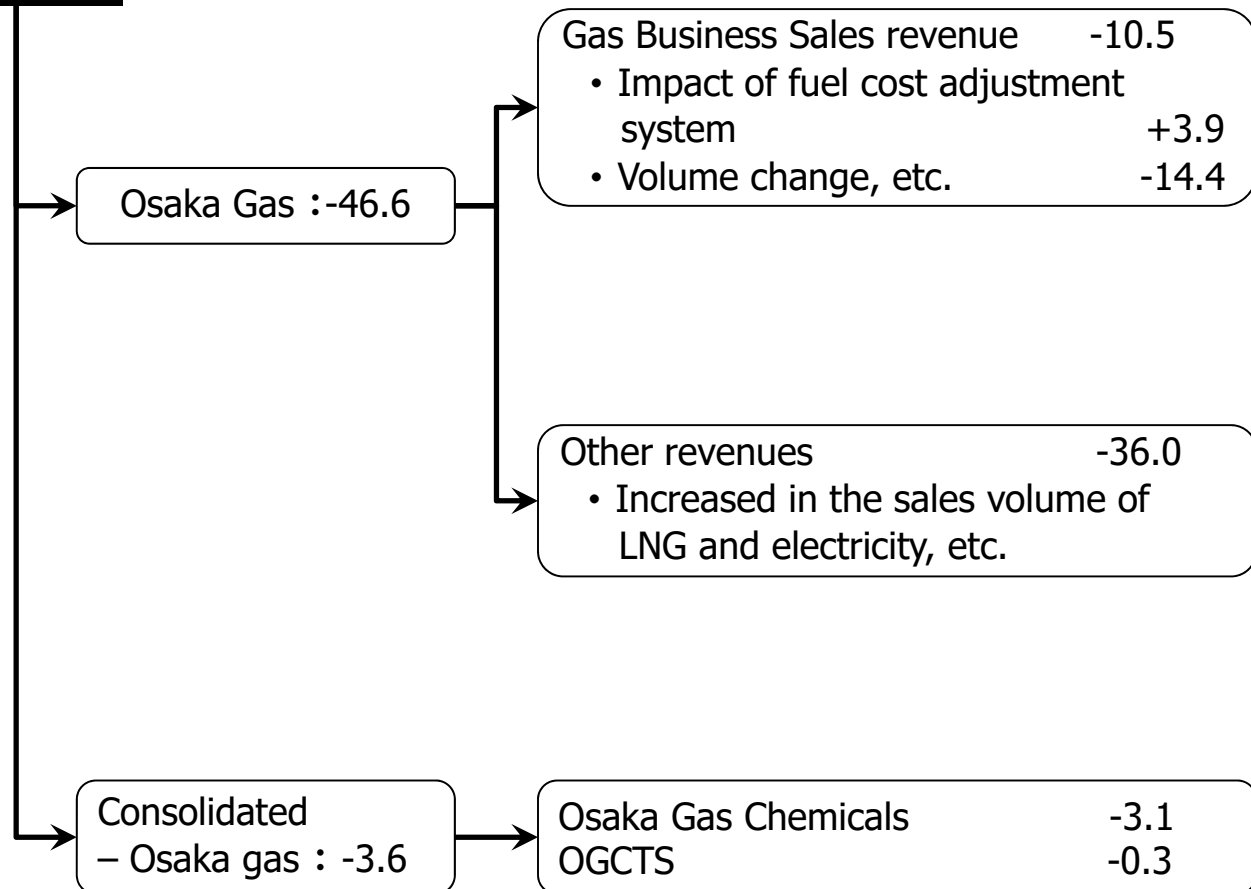 Gas Business Sales revenue -10.5
・Impact of fuel cost adjustment
system +3.9
・Volume change, etc. -14.4
Osaka Gas：-46.6
Other revenues -36.0
・Increased in the sales volume of
LNG and electricity, etc.
Consolidated
– Osaka gas：-3.6
Osaka Gas Chemicals -3.1
OGCTS -0.3